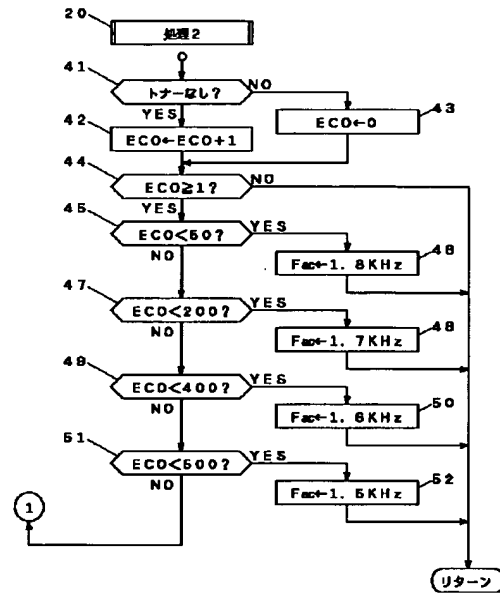 20
処理2
41
トナーなし?
NO
YES
42
ECO←ECO+1
43
ECO←0
44
ECO≧1?
NO
YES
45
ECO<50?
YES
NO
46
Fac←1.8KHz
47
ECO<200?
YES
NO
48
Fac←1.7KHz
49
ECO<400?
YES
NO
50
Fac←1.6KHz
51
ECO<500?
YES
NO
52
Fac←1.5KHz
1
リターン